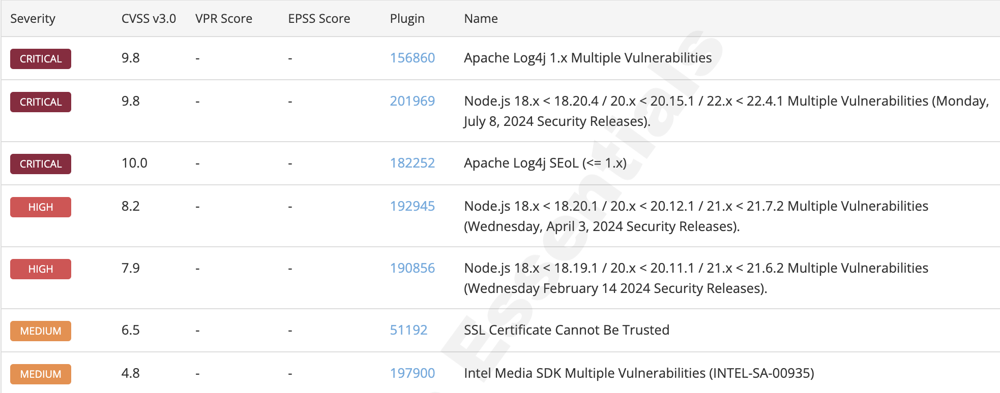 Severity CVSS v3.0 VPR Score EPSS Score Plugin Name
CRITICAL 9.8 - - 156860 Apache Log4j 1.x Multiple Vulnerabilities
CRITICAL 9.8 - - 201969 Node.js 18.x < 18.20.4 / 20.x < 20.15.1 / 22.x < 22.4.1 Multiple Vulnerabilities (Monday,
July 8, 2024 Security Releases).
CRITICAL 10.0 - - 182252 Apache Log4j SEoL (<= 1.x)
HIGH 8.2 - - 192945 Node.js 18.x < 18.20.1 / 20.x < 20.12.1 / 21.x < 21.7.2 Multiple Vulnerabilities
(Wednesday, April 3, 2024 Security Releases).
HIGH 7.9 - - 190856 Node.js 18.x < 18.19.1 / 20.x < 20.11.1 / 21.x < 21.6.2 Multiple Vulnerabilities
(Wednesday February 14 2024 Security Releases).
MEDIUM 6.5 - - 51192 SSL Certificate Cannot Be Trusted
MEDIUM 4.8 - - 197900 Intel Media SDK Multiple Vulnerabilities (INTEL-SA-00935)
Essentials